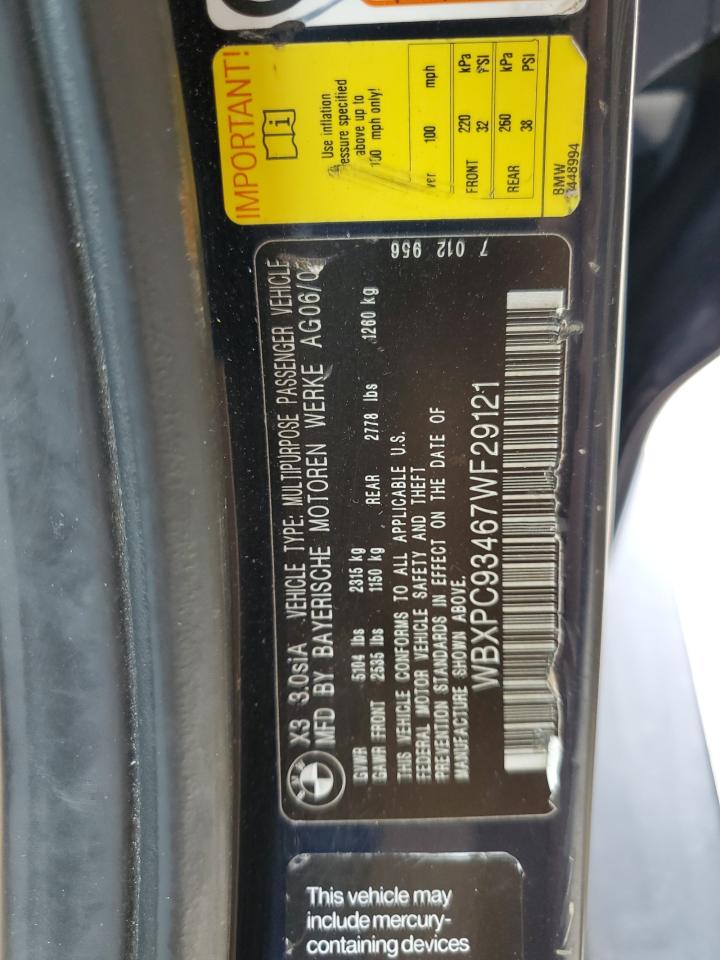 IMPORTANT!
Use inflation
pressure specified
above up to
100 mph only!
over 100 mph
220 kPa
FRONT 32 PSI
260 kPa
REAR 38 PSI
BMW
7 012 956
X3 3.0siA VEHICLE TYPE: MULTIPURPOSE PASSENGER VEHICLE
MFD BY BAYERISCHE MOTOREN WERKE AG06/0
GVWR 5104 lbs 2315 kg
GAWR FRONT 2535 lbs 1150 kg REAR 2778 lbs 1260 kg
THIS VEHICLE CONFORMS TO ALL APPLICABLE U.S.
FEDERAL MOTOR VEHICLE SAFETY AND THEFT
PREVENTION STANDARDS IN EFFECT ON THE DATE OF
MANUFACTURE SHOWN ABOVE.
WBXPC93467WF29121
This vehicle may
include mercury-
containing devices